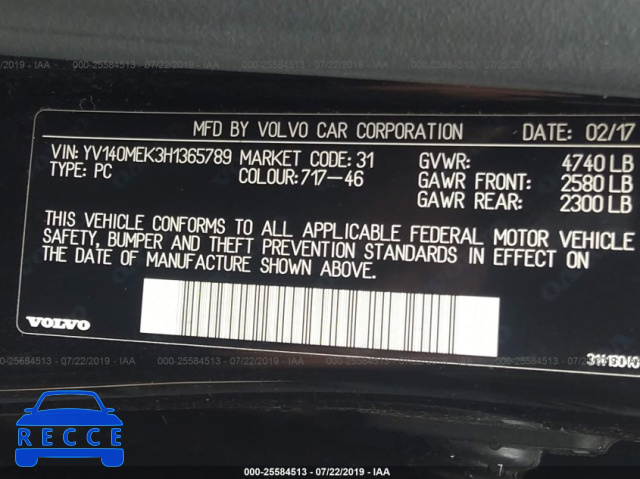 000-25584513 - 07/22/2019 - IAA
MFD BY VOLVO CAR CORPORATION DATE: 02/17
VIN: YV140MEK3H1365789 MARKET CODE: 31 GVWR: 4740 LB
TYPE: PC COLOUR: 717-46 GAWR FRONT: 2580 LB
GAWR REAR: 2300 LB
THIS VEHICLE CONFORMS TO ALL APPLICABLE FEDERAL MOTOR VEHICLE
SAFETY, BUMPER AND THEFT PREVENTION STANDARDS IN EFFECT ON
THE DATE OF MANUFACTURE SHOWN ABOVE.
VOLVO
000-25584513 - 07/22/2019 - IAA
RECCE
000-25584513 - 07/22/2019 - IAA